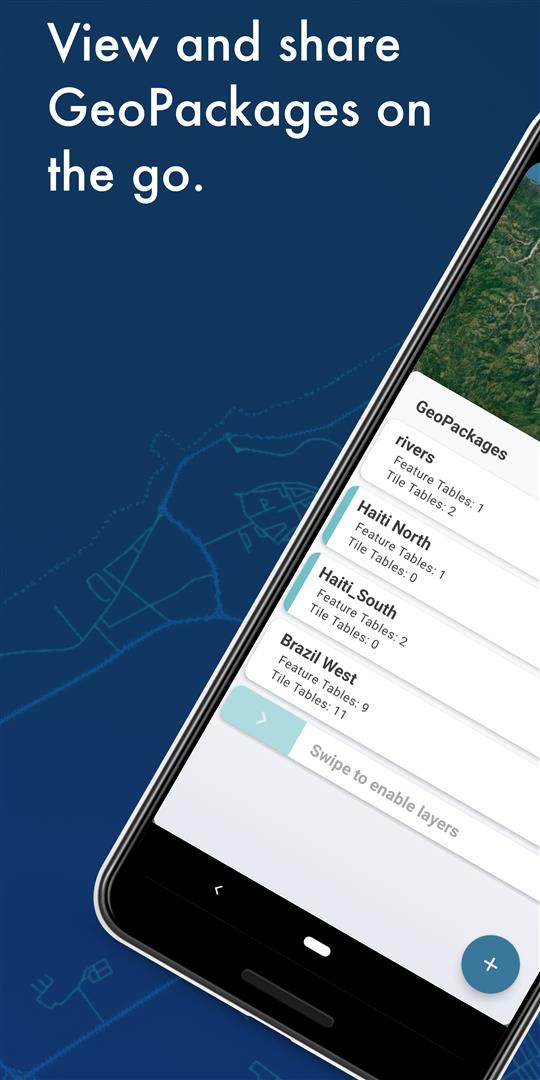 View and share
GeoPackages on
the go.
GeoPackages
rivers
Feature Tables: 1
Tile Tables: 2
Haiti North
Feature Tables: 1
Tile Tables: 0
Haiti_South
Feature Tables: 2
Tile Tables: 0
Brazil West
Feature Tables: 9
Tile Tables: 11
Swipe to enable layers